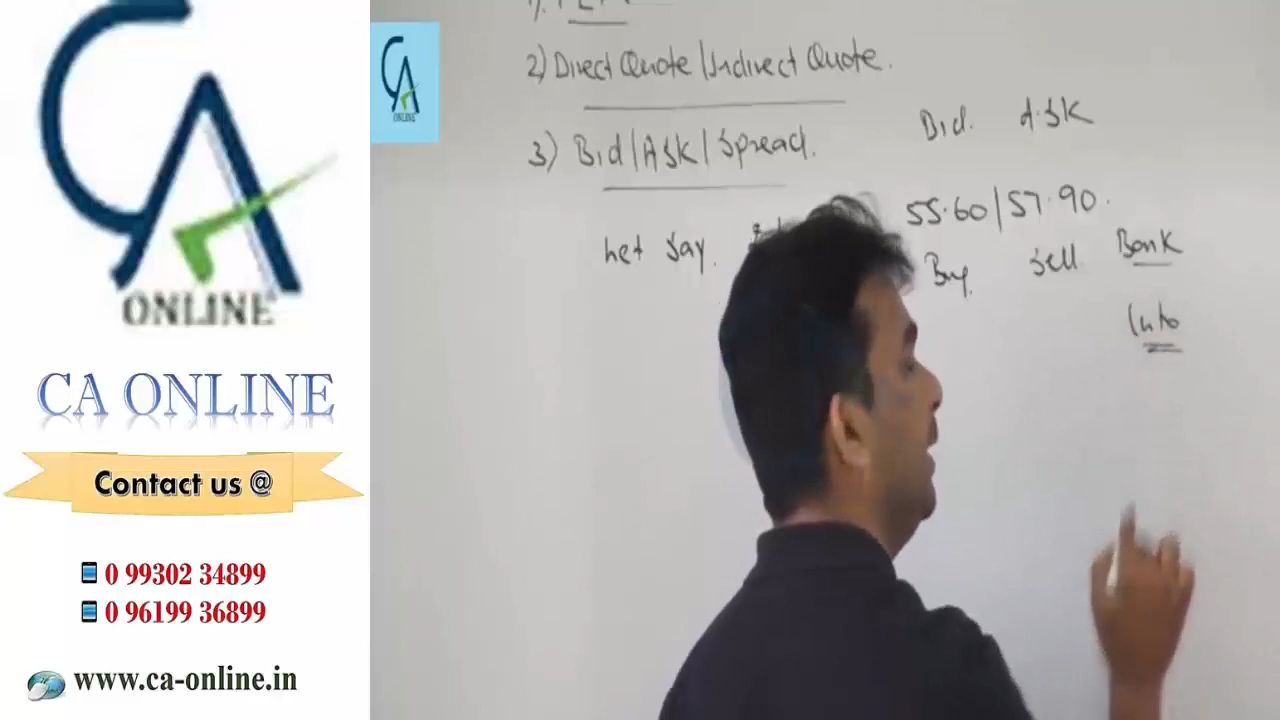 CA
ONLINE
CA ONLINE
Contact us @
0 99302 34899
0 96199 36899
www.ca-online.in
CA
ONLINE
2) Direct Quote/Indirect Quote.
3) Bid/Ask/Spread.
Bid. Ask
Let Say. 55.60/57.90.
Buy. Sell Bank